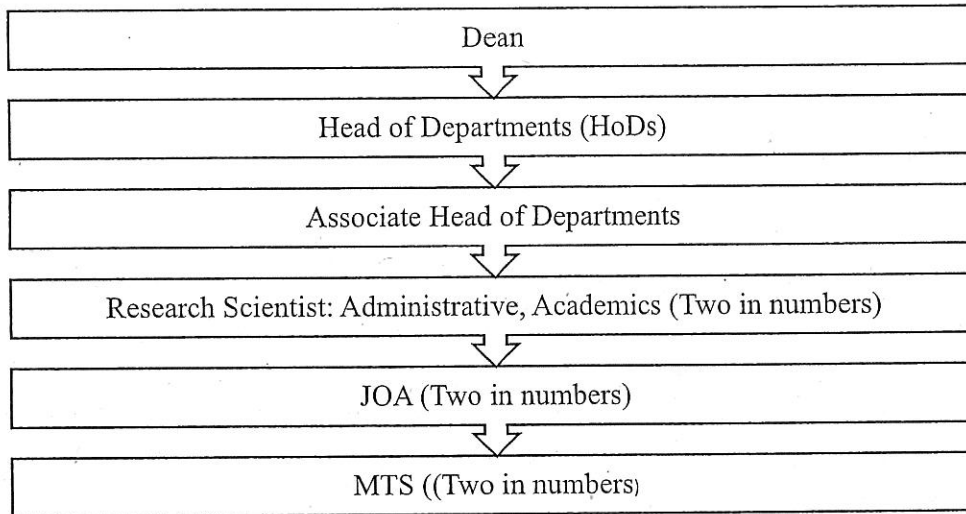 Dean
Head of Departments (HoDs)
Associate Head of Departments
Research Scientist: Administrative, Academics (Two in numbers)
JOA (Two in numbers)
MTS ((Two in numbers)